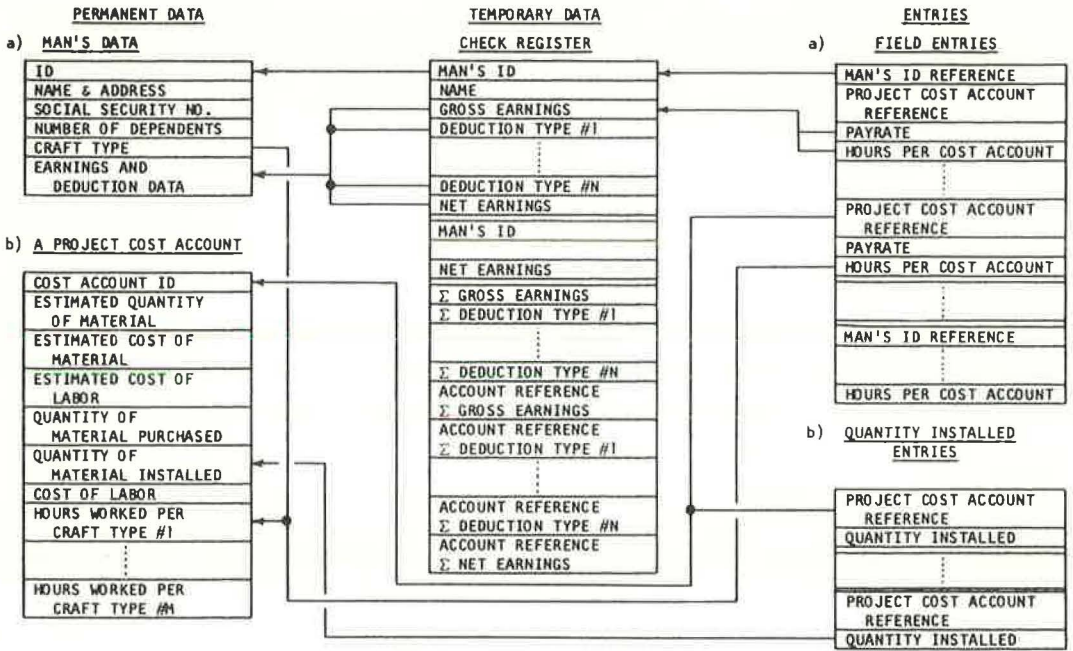 PERMANENT DATA
a) MAN'S DATA
ID
NAME & ADDRESS
SOCIAL SECURITY NO.
NUMBER OF DEPENDENTS
CRAFT TYPE
EARNINGS AND
DEDUCTION DATA
b) A PROJECT COST ACCOUNT
COST ACCOUNT ID
ESTIMATED QUANTITY
OF MATERIAL
ESTIMATED COST OF
MATERIAL
ESTIMATED COST OF
LABOR
QUANTITY OF
MATERIAL PURCHASED
QUANTITY OF
MATERIAL INSTALLED
COST OF LABOR
HOURS WORKED PER
CRAFT TYPE #1
HOURS WORKED PER
CRAFT TYPE #M
TEMPORARY DATA
CHECK REGISTER
MAN'S ID
NAME
GROSS EARNINGS
DEDUCTION TYPE #1
DEDUCTION TYPE #N
NET EARNINGS
MAN'S ID
NET EARNINGS
Σ GROSS EARNINGS
Σ DEDUCTION TYPE #1
Σ DEDUCTION TYPE #N
ACCOUNT REFERENCE
Σ GROSS EARNINGS
ACCOUNT REFERENCE
Σ DEDUCTION TYPE #1
ACCOUNT REFERENCE
Σ DEDUCTION TYPE #N
ACCOUNT REFERENCE
Σ NET EARNINGS
ENTRIES
a) FIELD ENTRIES
MAN'S ID REFERENCE
PROJECT COST ACCOUNT
REFERENCE
PAYRATE
HOURS PER COST ACCOUNT
PROJECT COST ACCOUNT
REFERENCE
PAYRATE
HOURS PER COST ACCOUNT
MAN'S ID REFERENCE
HOURS PER COST ACCOUNT
b) QUANTITY INSTALLED
ENTRIES
PROJECT COST ACCOUNT
REFERENCE
QUANTITY INSTALLED
PROJECT COST ACCOUNT
REFERENCE
QUANTITY INSTALLED